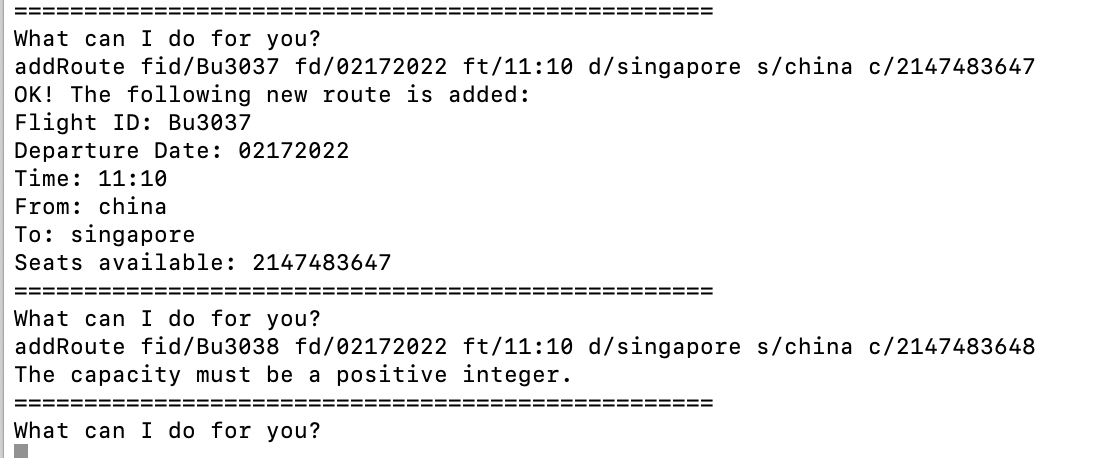 ==================================================
What can I do for you?
addRoute fid/Bu3037 fd/02172022 ft/11:10 d/singapore s/china c/2147483647
OK! The following new route is added:
Flight ID: Bu3037
Departure Date: 02172022
Time: 11:10
From: china
To: singapore
Seats available: 2147483647
==================================================
What can I do for you?
addRoute fid/Bu3038 fd/02172022 ft/11:10 d/singapore s/china c/2147483648
The capacity must be a positive integer.
==================================================
What can I do for you?